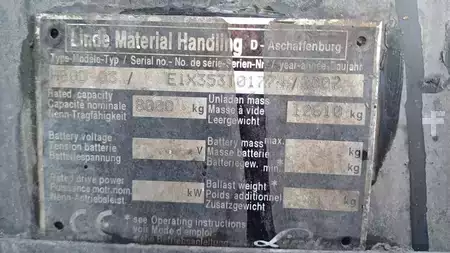 Linde Material Handling D - Aschaffenburg
Type-Modèle-Typ / Serial no.- No. de série-Serien-Nr. / year-année-Baujahr
Rated capacity
Capacité nominale 8000 kg
Nenn-Tragfähigkeit
Unladen mass
Masse à vide kg
Leergewicht
Battery voltage
Tension batterie V
Batteriespannung
Battery mass max.
Masse batterie kg
Batteriegew. min.
Rated drive power
Puissance motr.nom. kW
Nenn-Antriebsleist.
Ballast weight *
Poids additionnel kg
Zusatzgewicht
CE
* see Operating instructions
voir Mode d'emploi
Linde